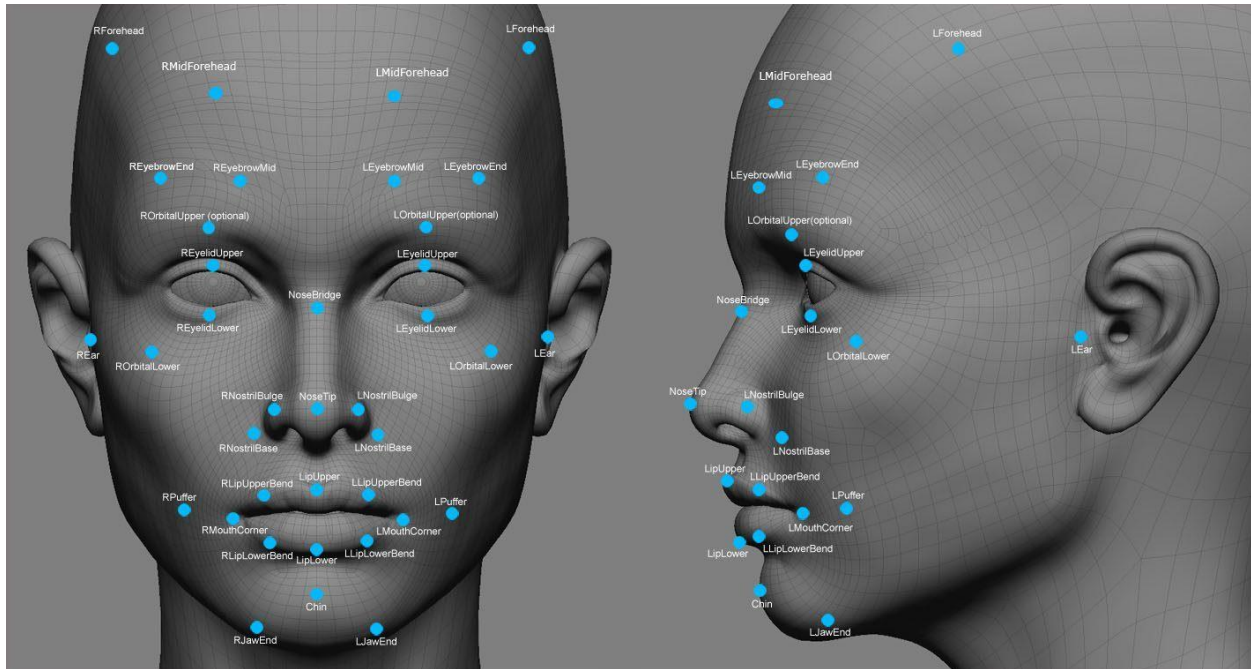 RForehead
LForehead
RMidForehead
LMidForehead
REyebrowEnd
REyebrowMid
LEyebrowMid
LEyebrowEnd
ROrbitalUpper (optional)
LOrbitalUpper(optional)
REyelidUpper
LEyelidUpper
NoseBridge
REyelidLower
LEyelidLower
REar
LEar
ROrbitalLower
LOrbitalLower
RNostrilBulge
NoseTip
LNostrilBulge
RNostrilBase
LNostrilBase
RLipUpperBend
LipUpper
LLipUpperBend
RPuffer
LPuffer
RMouthCorner
LMouthCorner
RLipLowerBend
LipLower
LLipLowerBend
Chin
RJawEnd
LJawEnd
LForehead
LMidForehead
LEyebrowEnd
LEyebrowMid
LOrbitalUpper(optional)
LEyelidUpper
NoseBridge
LEyelidLower
LOrbitalLower
LEar
NoseTip
LNostrilBulge
LNostrilBase
LipUpper
LLipUpperBend
LPuffer
LMouthCorner
LipLower
LLipLowerBend
Chin
LJawEnd